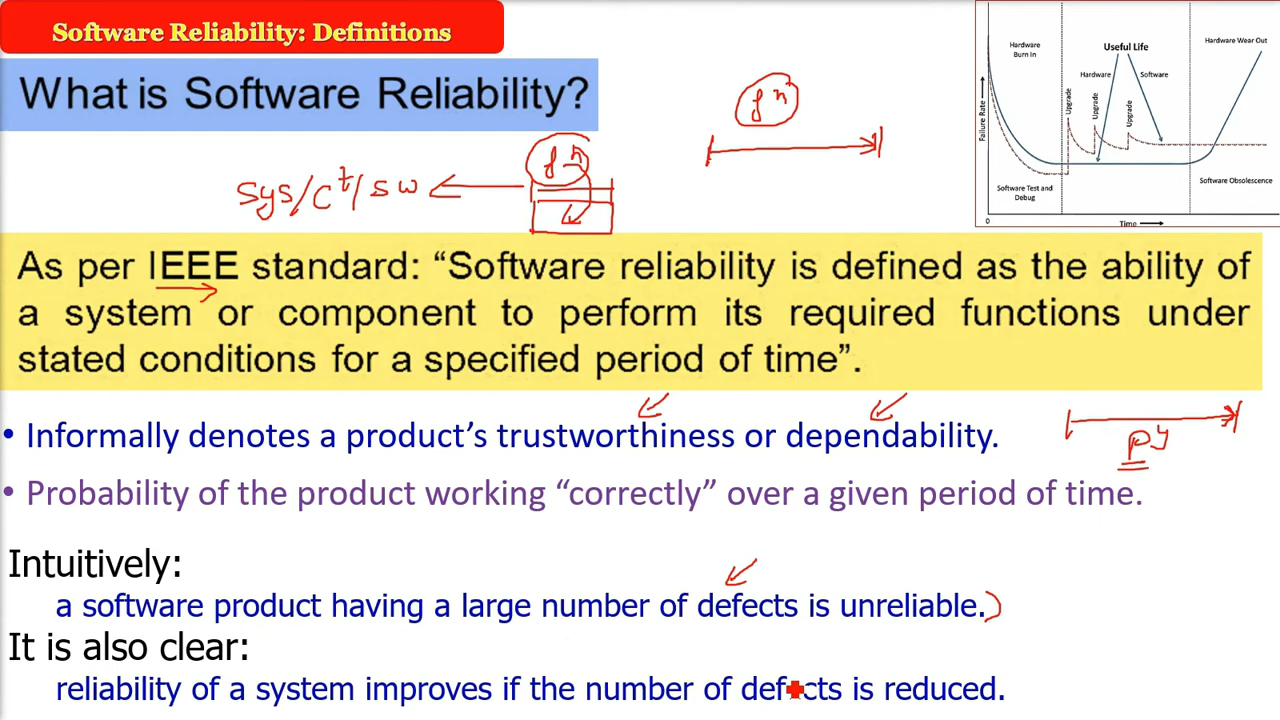 Software Reliability: Definitions
What is Software Reliability?
fⁿ
fⁿ
sys/cᵗ/sw
Hardware Burn In
Useful Life
Hardware Wear Out
Hardware
Software
Failure Rate
Upgrade
Upgrade
Upgrade
Software Test and Debug
Software Obsolescence
0
Time
As per IEEE standard: “Software reliability is defined as the ability of
a system or component to perform its required functions under
stated conditions for a specified period of time”.
• Informally denotes a product’s trustworthiness or dependability.
py
• Probability of the product working “correctly” over a given period of time.
Intuitively:
a software product having a large number of defects is unreliable.
It is also clear:
reliability of a system improves if the number of defects is reduced.